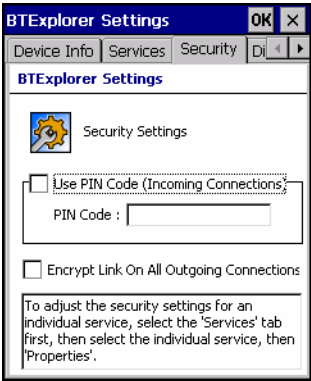 BTExplorer Settings OK ×
Device Info Services Security Di
BTExplorer Settings
Security Settings
Use PIN Code (Incoming Connections)
PIN Code :
Encrypt Link On All Outgoing Connections
To adjust the security settings for an
individual service, select the 'Services' tab
first, then select the individual service, then
'Properties'.